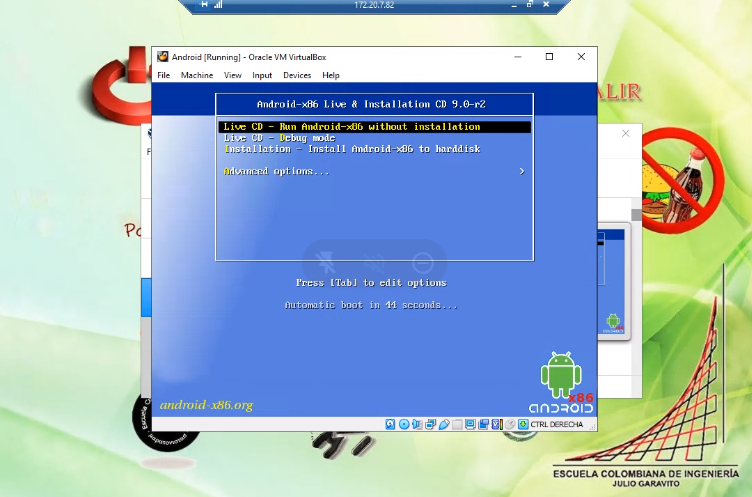 172.20.7.82
Android [Running] - Oracle VM VirtualBox
File Machine View Input Devices Help
ALIR
Android-x86 Live & Installation CD 9.0-r2
Live CD - Run Android-x86 without installation
Live CD - Debug mode
Installation - Install Android-x86 to harddisk
Advanced options... >
Po
Press [Tab] to edit options
Automatic boot in 44 seconds...
x86
android-x86.org
ANDROID
CTRL DERECHA
ESCUELA COLOMBIANA DE INGENIERÍA
JULIO GARAVITO